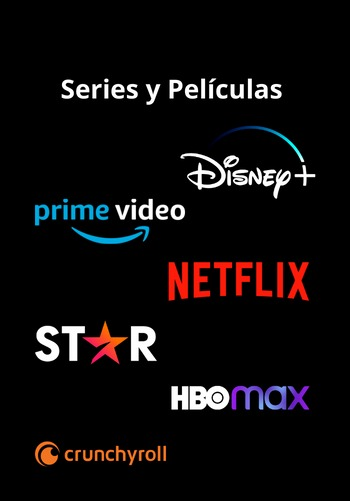 Series y Películas
Disney+
prime video
NETFLIX
STAR
HBO max
crunchyroll